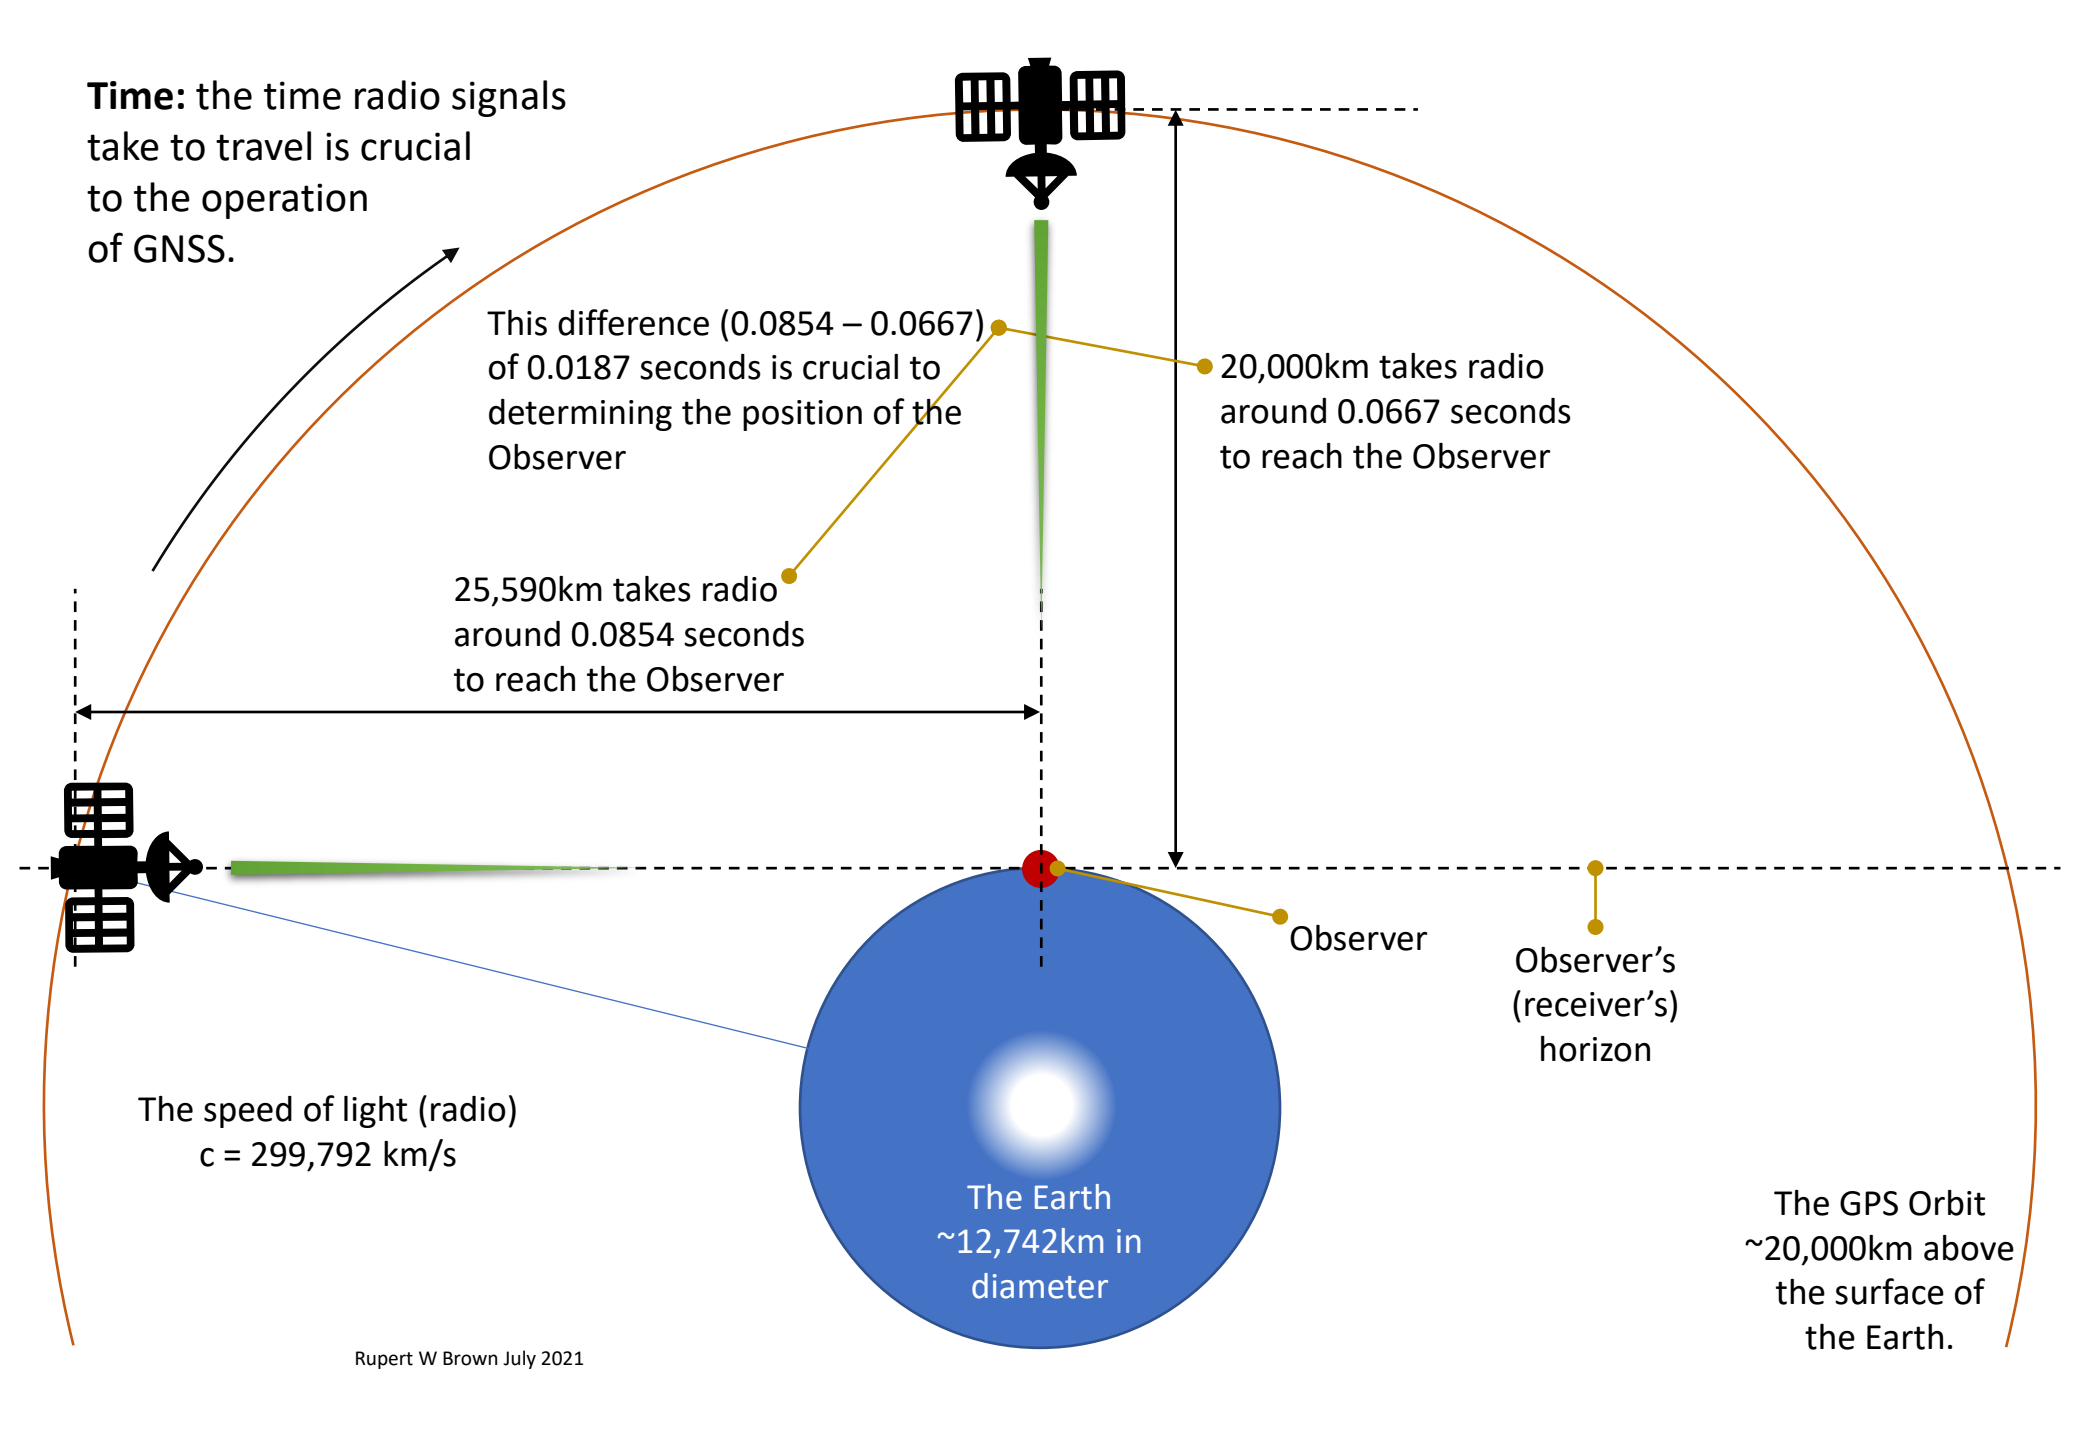 Time: the time radio signals
take to travel is crucial
to the operation
of GNSS.
This difference (0.0854 – 0.0667)
of 0.0187 seconds is crucial to
determining the position of the
Observer
20,000km takes radio
around 0.0667 seconds
to reach the Observer
25,590km takes radio
around 0.0854 seconds
to reach the Observer
Observer
Observer’s
(receiver’s)
horizon
The speed of light (radio)
c = 299,792 km/s
The Earth
~12,742km in
diameter
The GPS Orbit
~20,000km above
the surface of
the Earth.
Rupert W Brown July 2021